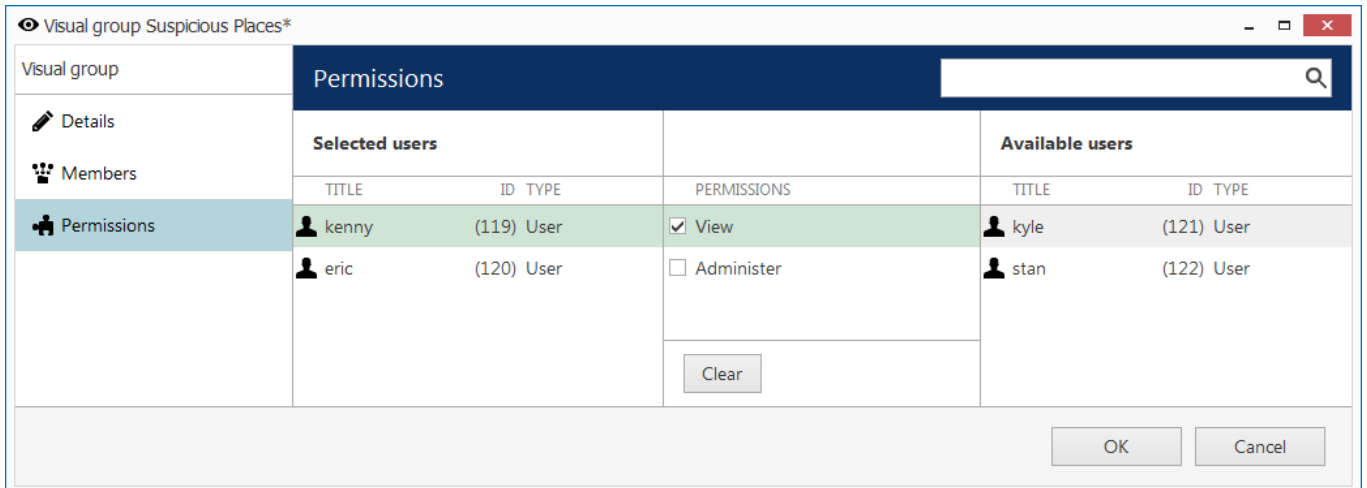 Visual group Suspicious Places*
Visual group
Details
Members
Permissions
Permissions
Selected users
TITLE ID TYPE
kenny (119) User
eric (120) User
PERMISSIONS
View
Administer
Clear
Available users
TITLE ID TYPE
kyle (121) User
stan (122) User
OK Cancel